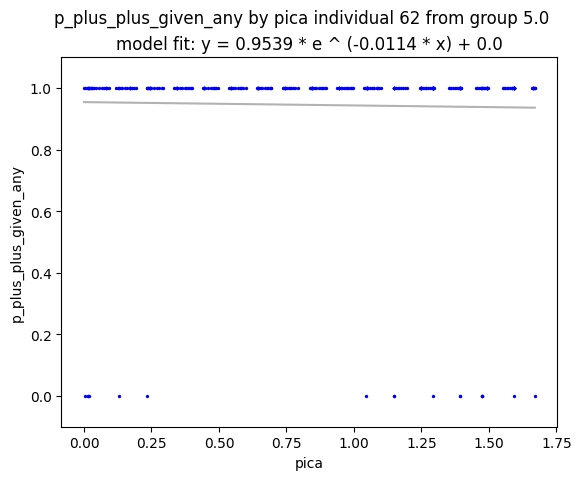 p_plus_plus_given_any by pica individual 62 from group 5.0
model fit: y = 0.9539 * e ^ (-0.0114 * x) + 0.0
1.0
0.8
0.6
0.4
0.2
0.0
p_plus_plus_given_any
0.00 0.25 0.50 0.75 1.00 1.25 1.50 1.75
pica